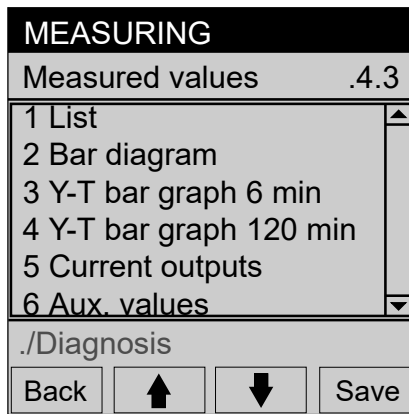 MEASURING
Measured values .4.3
1 List
2 Bar diagram
3 Y-T bar graph 6 min
4 Y-T bar graph 120 min
5 Current outputs
6 Aux. values
./Diagnosis
Back Save